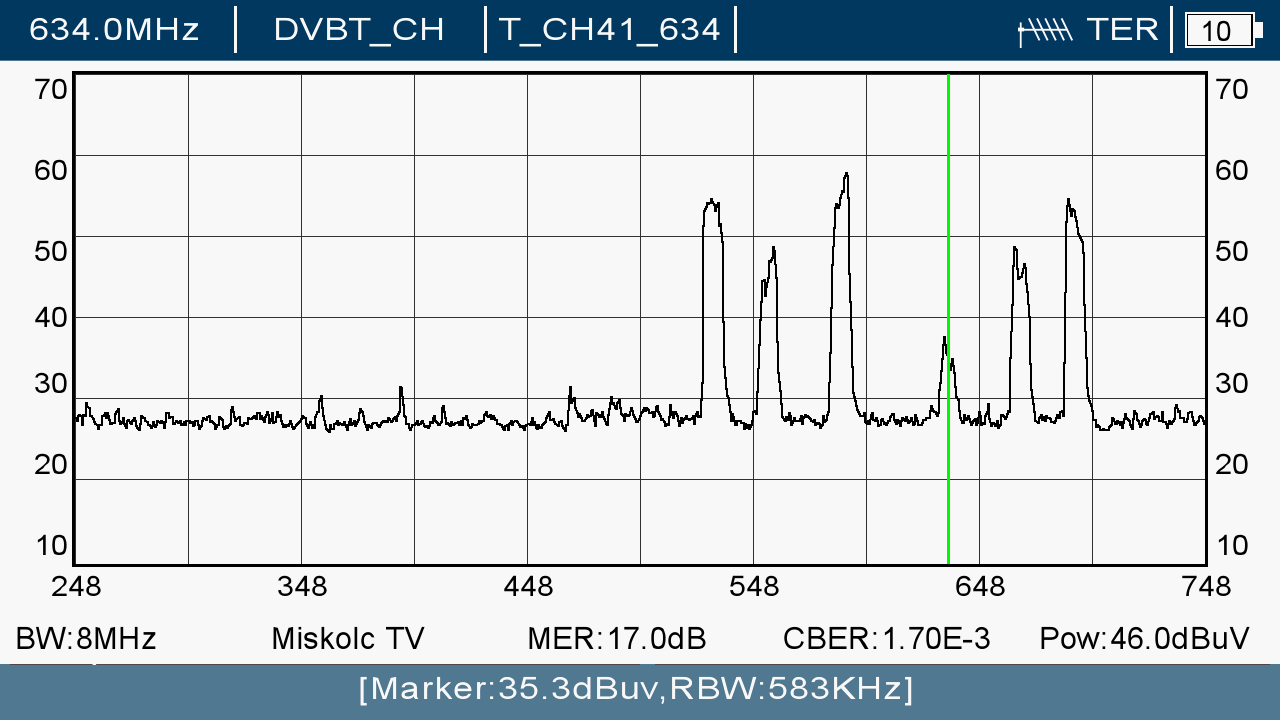 634.0MHz DVBT_CH T_CH41_634 TER 10
70 70
60 60
50 50
40 40
30 30
20 20
10 10
248 348 448 548 648 748
BW:8MHz Miskolc TV MER:17.0dB CBER:1.70E-3 Pow:46.0dBuV
[Marker:35.3dBuv,RBW:583KHz]